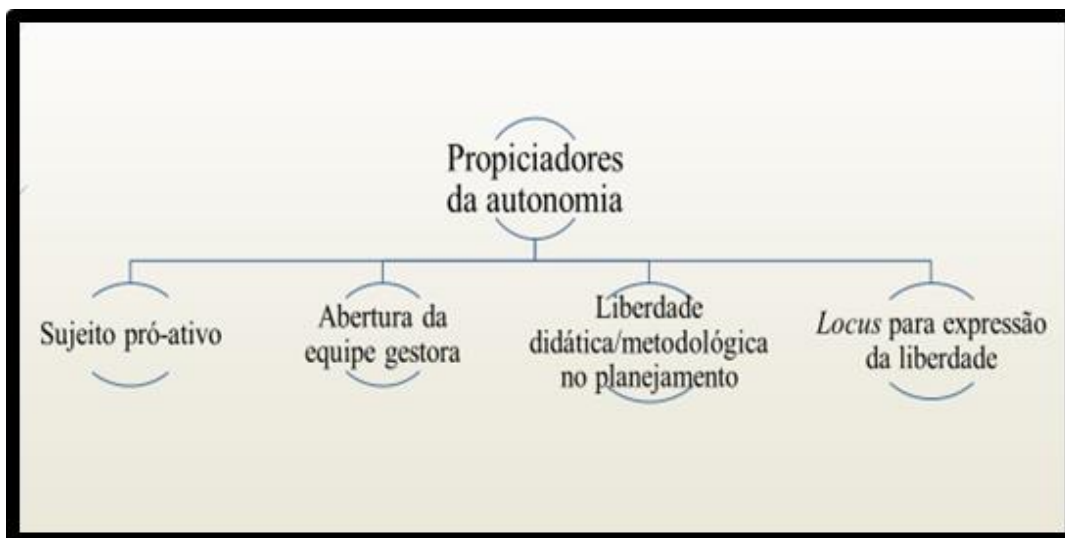 Propiciadores
da autonomia
Sujeito pró-ativo
Abertura da
equipe gestora
Liberdade
didática/metodológica
no planejamento
Locus para expressão
da liberdade